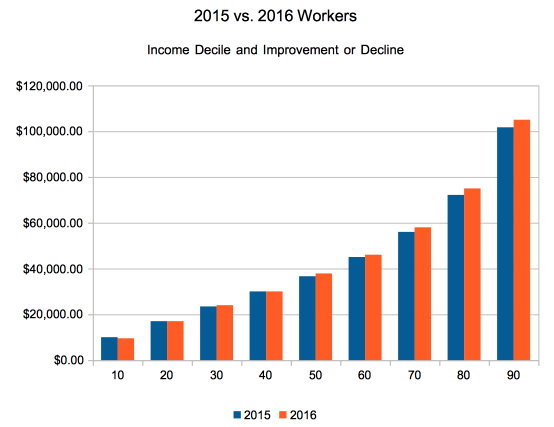 2015 vs. 2016 Workers
Income Decile and Improvement or Decline
$120,000.00
$100,000.00
$80,000.00
$60,000.00
$40,000.00
$20,000.00
$0.00
10 20 30 40 50 60 70 80 90
2015 2016